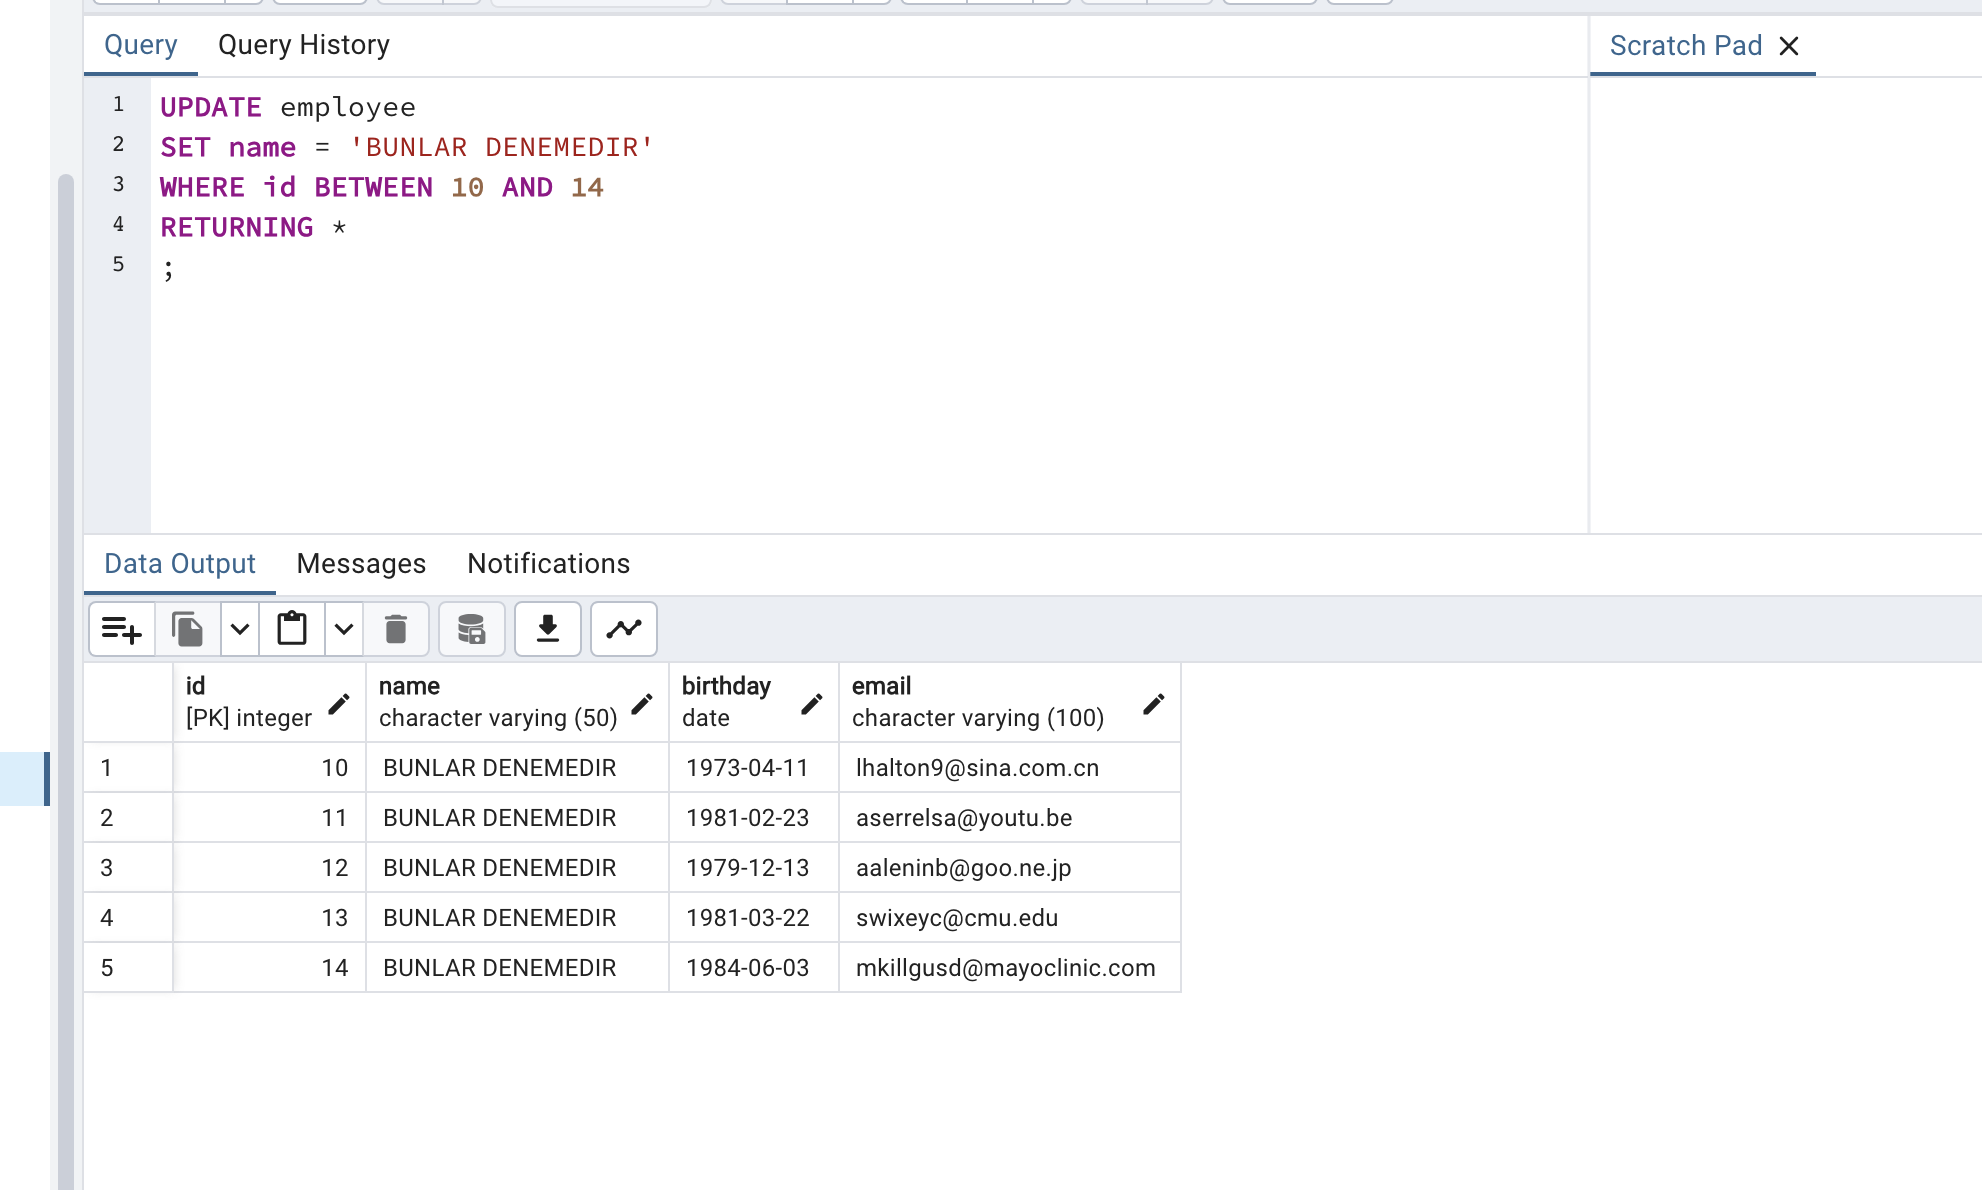 Query Query History Scratch Pad
1 UPDATE employee
2 SET name = 'BUNLAR DENEMEDIR'
3 WHERE id BETWEEN 10 AND 14
4 RETURNING *
5 ;
Data Output Messages Notifications
id name birthday email
[PK] integer character varying (50) date character varying (100)
1 10 BUNLAR DENEMEDIR 1973-04-11 lhalton9@sina.com.cn
2 11 BUNLAR DENEMEDIR 1981-02-23 aserrelsa@youtu.be
3 12 BUNLAR DENEMEDIR 1979-12-13 aaleninb@goo.ne.jp
4 13 BUNLAR DENEMEDIR 1981-03-22 swixeyc@cmu.edu
5 14 BUNLAR DENEMEDIR 1984-06-03 mkillgusd@mayoclinic.com